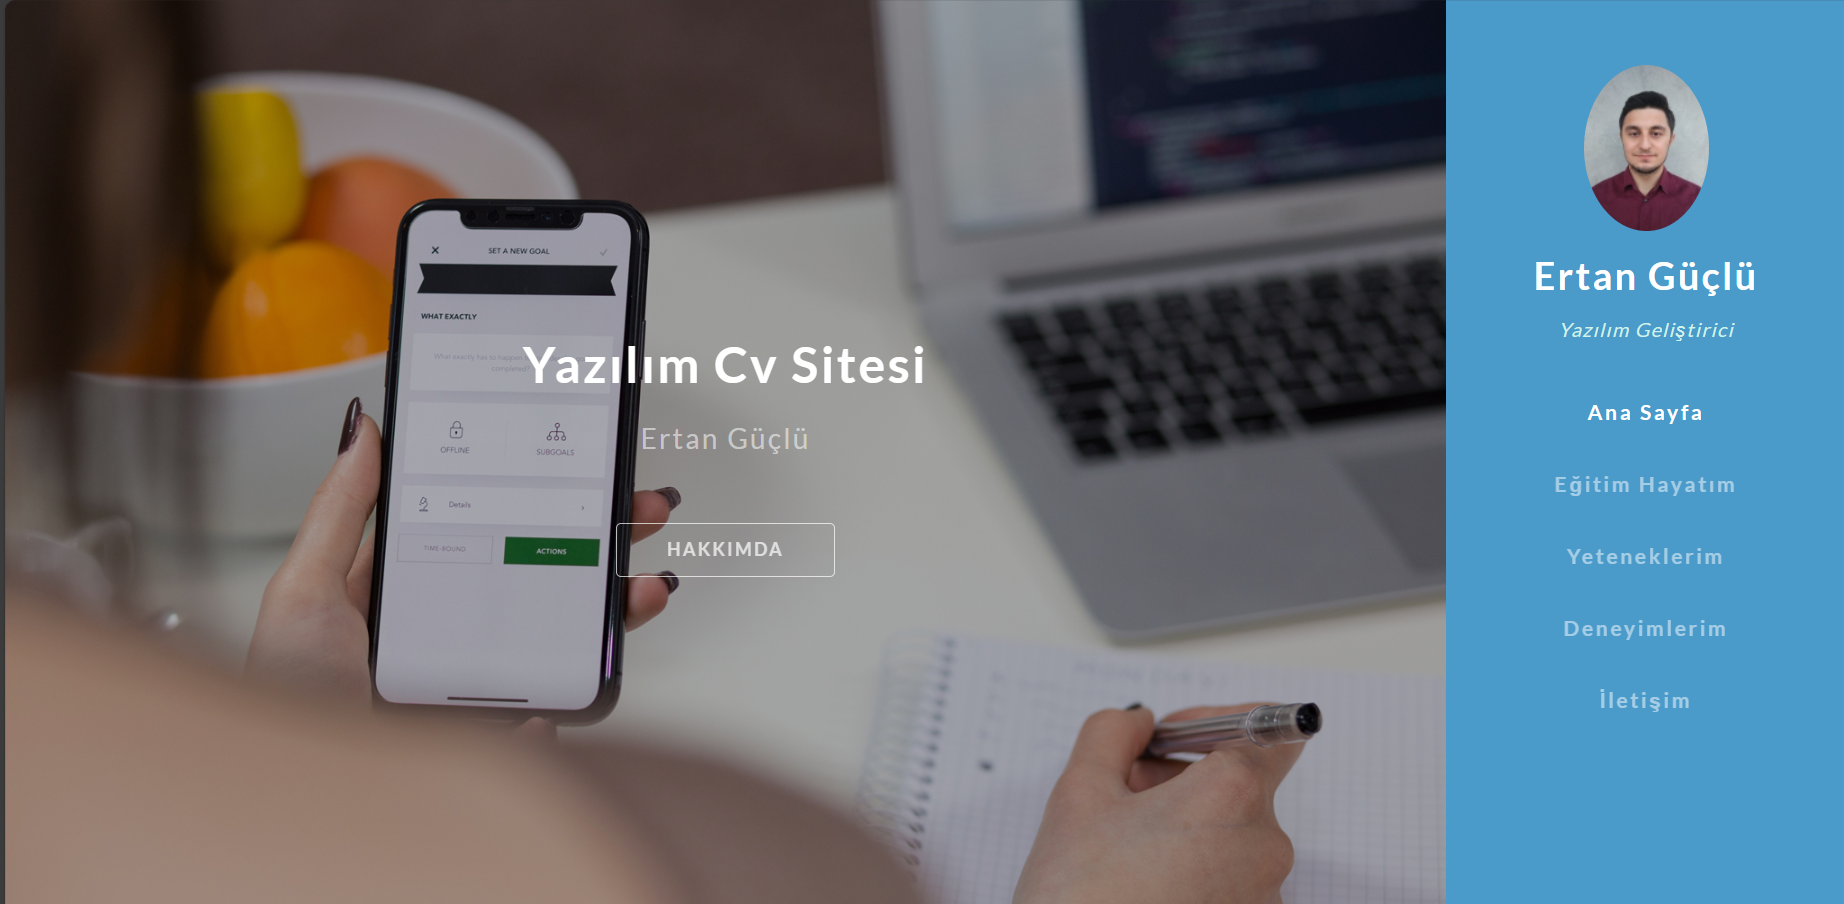 Yazılım Cv Sitesi
Ertan Güçlü
HAKKIMDA
SET A NEW GOAL
WHAT EXACTLY
What exactly has to happen
completed?
OFFLINE
SUBGOALS
Details
TIME-BOUND
ACTIONS
Ertan Güçlü
Yazılım Geliştirici
Ana Sayfa
Eğitim Hayatım
Yeteneklerim
Deneyimlerim
İletişim